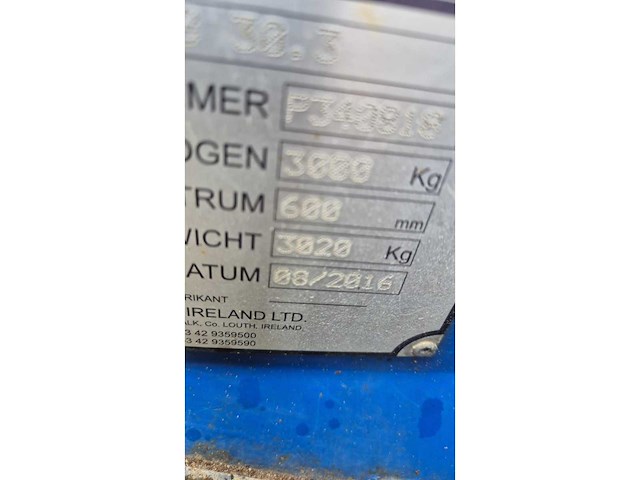 30.3
MER
OGEN 3000 Kg
TRUM 600 mm
WICHT 3020 Kg
ATUM 08/2016
RIKANT
IRELAND LTD.
ALK, Co. LOUTH, IRELAND
3 42 9359500
3 42 9359590